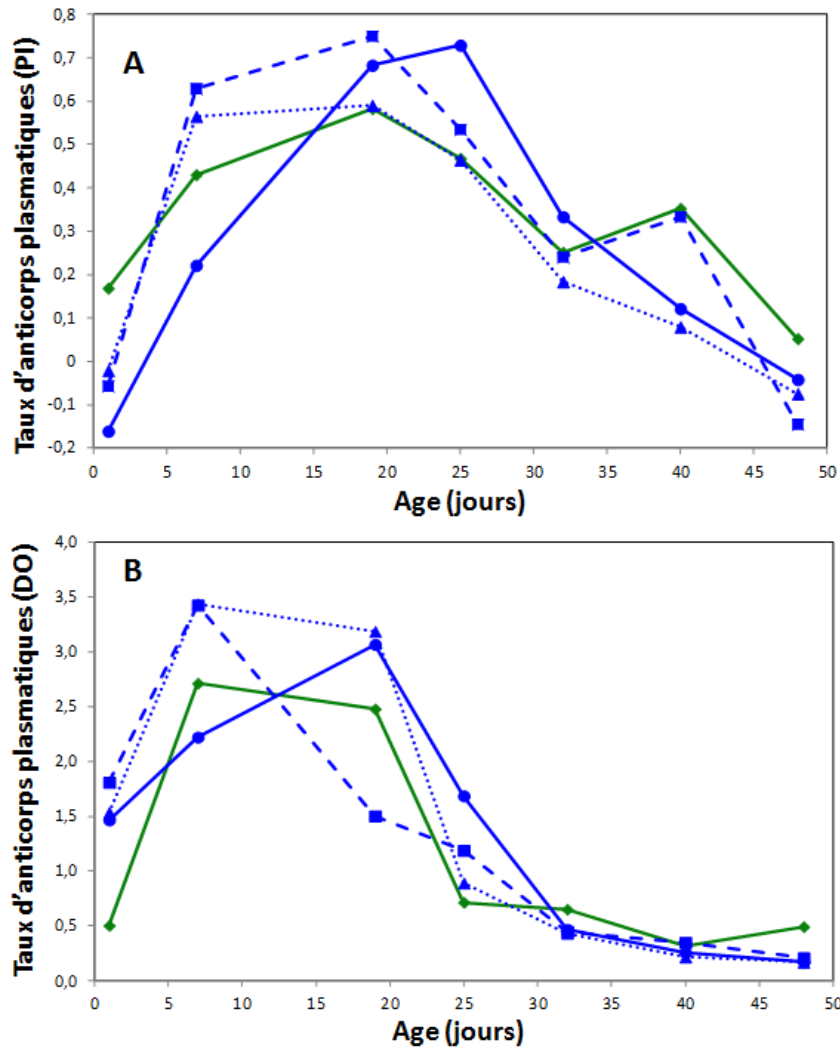 Taux d'anticorps plasmatiques (PI)
A
0,8
0,7
0,6
0,5
0,4
0,3
0,2
0,1
0
-0,1
-0,2
0 5 10 15 20 25 30 35 40 45 50
Age (jours)
Taux d'anticorps plasmatiques (DO)
B
4,0
3,5
3,0
2,5
2,0
1,5
1,0
0,5
0,0
0 5 10 15 20 25 30 35 40 45 50
Age (jours)